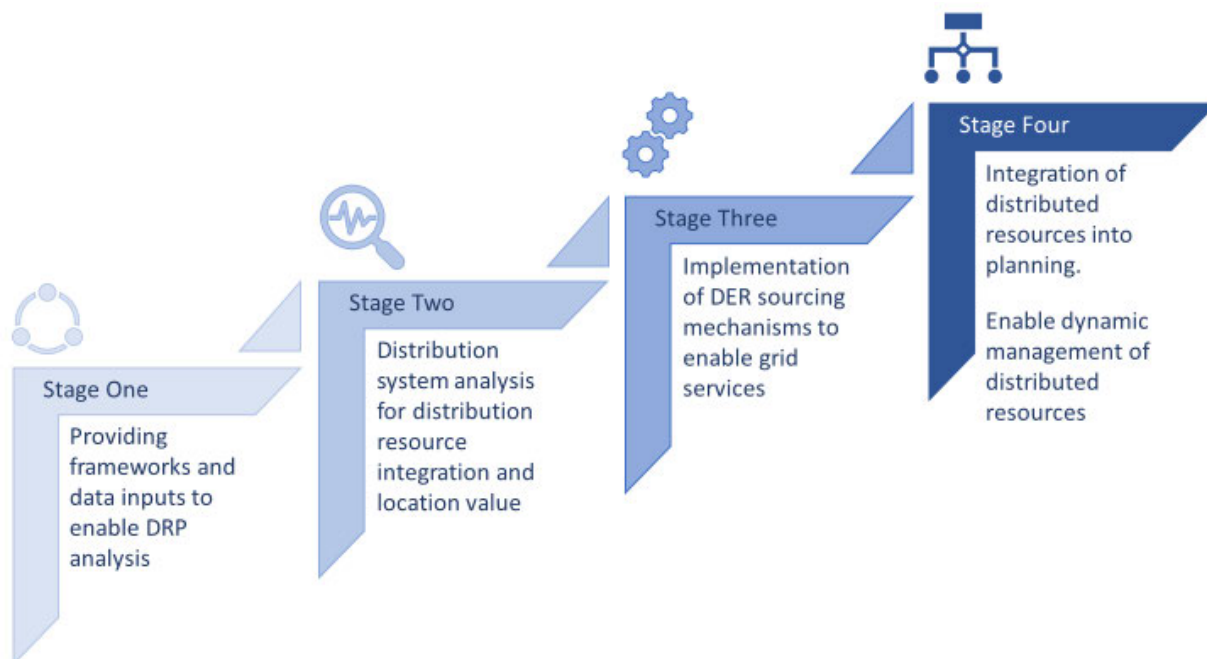 Stage One
Providing
frameworks and
data inputs to
enable DRP
analysis
Stage Two
Distribution
system analysis
for distribution
resource
integration and
location value
Stage Three
Implementation
of DER sourcing
mechanisms to
enable grid
services
Stage Four
Integration of
distributed
resources into
planning.
Enable dynamic
management of
distributed
resources